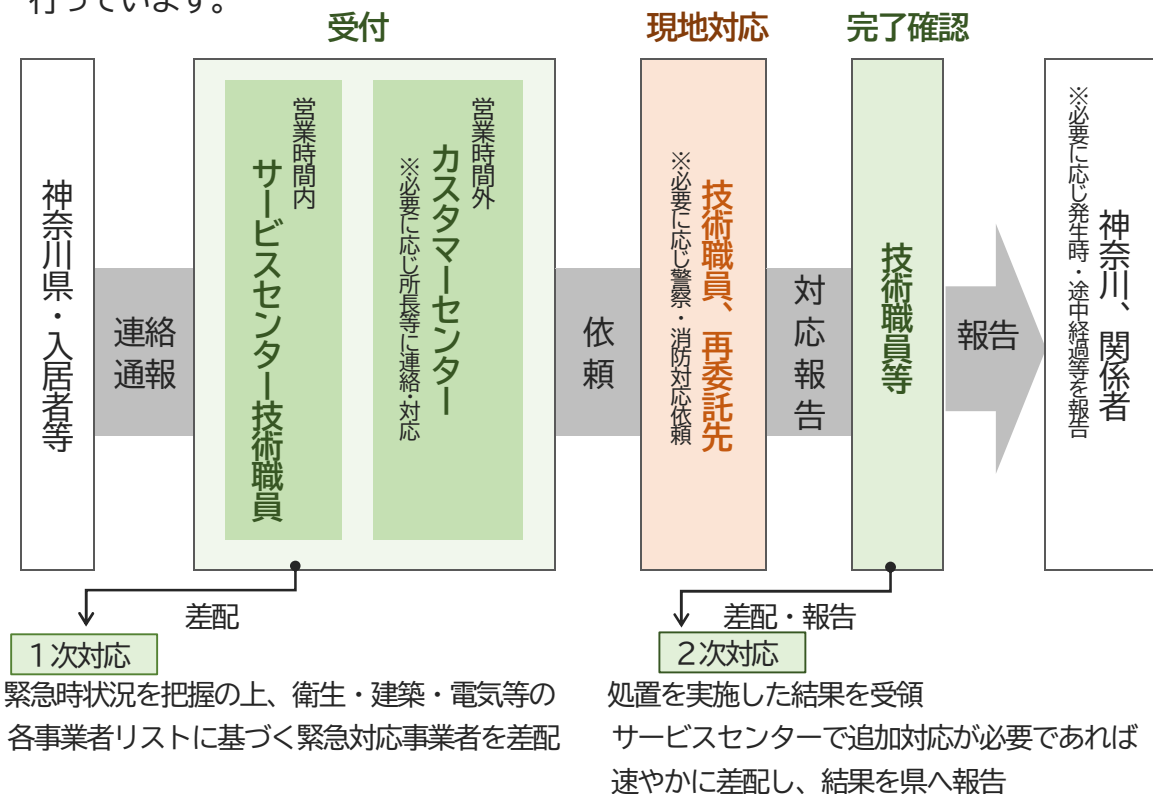 行っています。
受付
現地対応
完了確認
神奈川県・入居者等
連絡
通報
営業時間内
サービスセンター技術職員
営業時間外
カスタマーセンター
※必要に応じ所長等に連絡・対応
依
頼
技術職員、再委託先
※必要に応じ警察・消防対応依頼
対
応
報
告
技術職員等
報告
神奈川、関係者
※必要に応じ発生時・途中経過等を報告
差配
1次対応
緊急時状況を把握の上、衛生・建築・電気等の
各事業者リストに基づく緊急対応事業者を差配
差配・報告
2次対応
処置を実施した結果を受領
サービスセンターで追加対応が必要であれば
速やかに差配し、結果を県へ報告